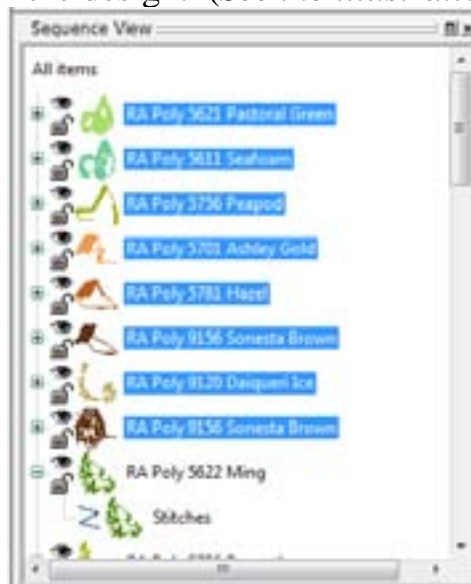 Sequence View
All items
RA Poly 5621 Pastoral Green
RA Poly 5611 Seafoam
RA Poly 5756 Peapod
RA Poly 5701 Ashley Gold
RA Poly 5781 Hazel
RA Poly 9156 Sonesta Brown
RA Poly 9120 Daiqueri Ice
RA Poly 9156 Sonesta Brown
RA Poly 5622 Ming
Stitches